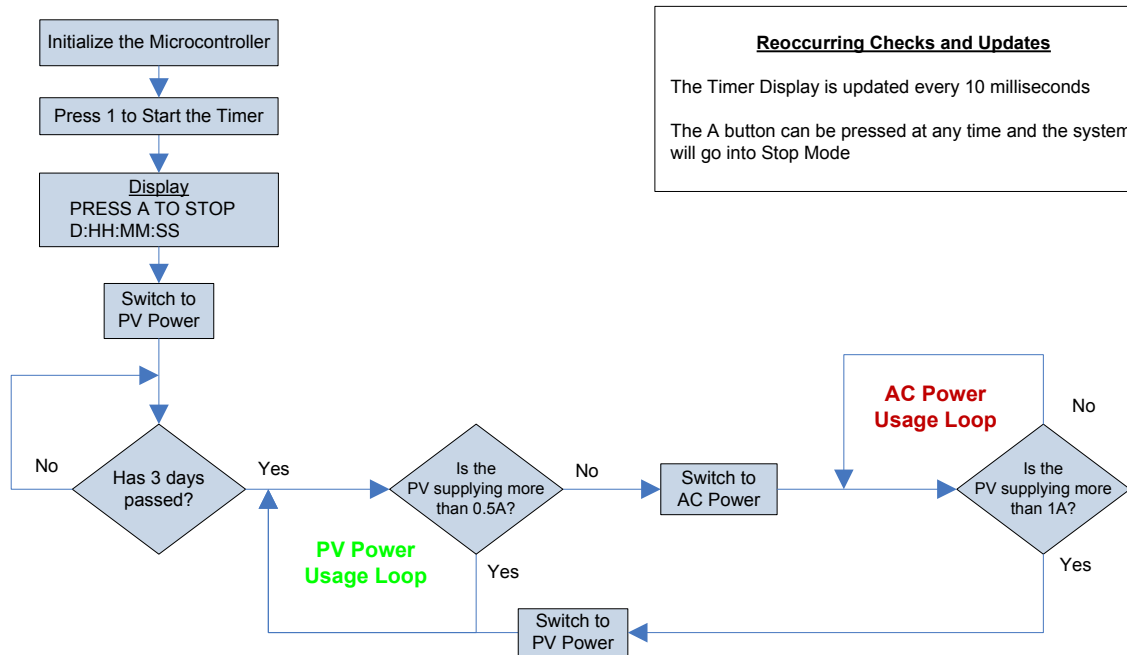 Initialize the Microcontroller
Press 1 to Start the Timer
Display
PRESS A TO STOP
D:HH:MM:SS
Switch to
PV Power
Reoccurring Checks and Updates
The Timer Display is updated every 10 milliseconds
The A button can be pressed at any time and the system
will go into Stop Mode
No
Has 3 days
passed?
Yes
Is the
PV supplying more
than 0.5A?
No
Yes
PV Power
Usage Loop
Switch to
AC Power
AC Power
Usage Loop
No
Is the
PV supplying more
than 1A?
Yes
Switch to
PV Power